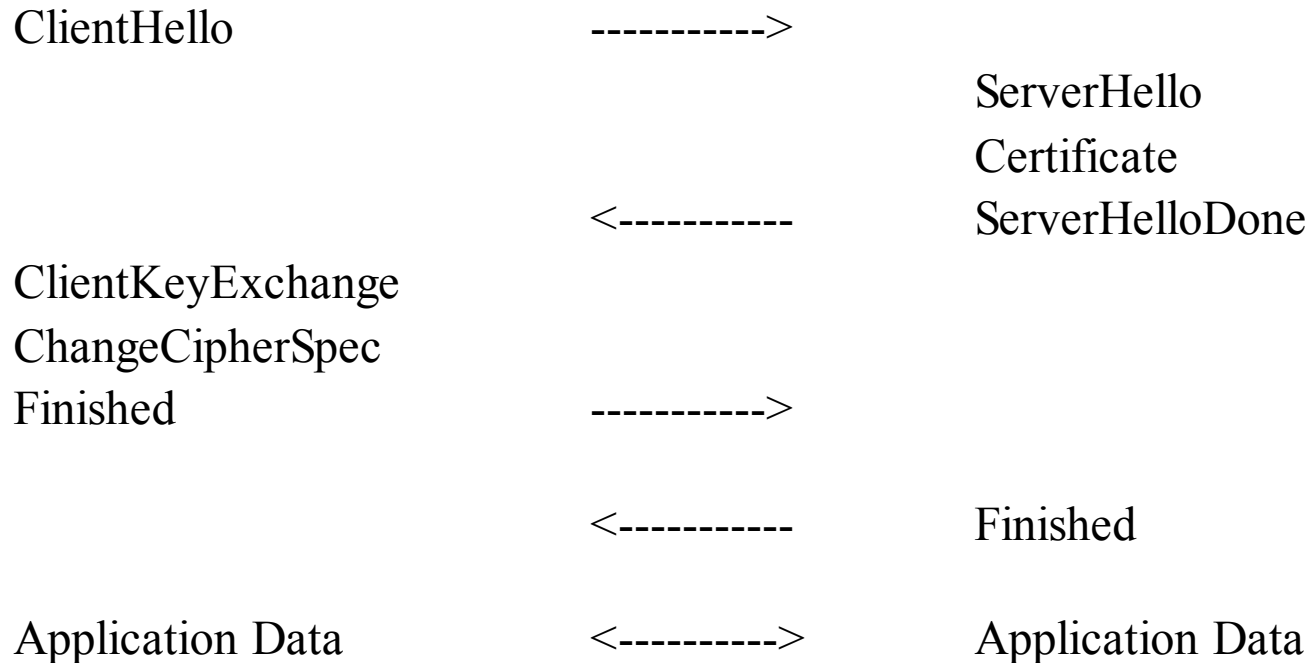 ClientHello ----------->
ServerHello
Certificate
<----------- ServerHelloDone
ClientKeyExchange
ChangeCipherSpec
Finished ----------->
<----------- Finished
Application Data <----------> Application Data